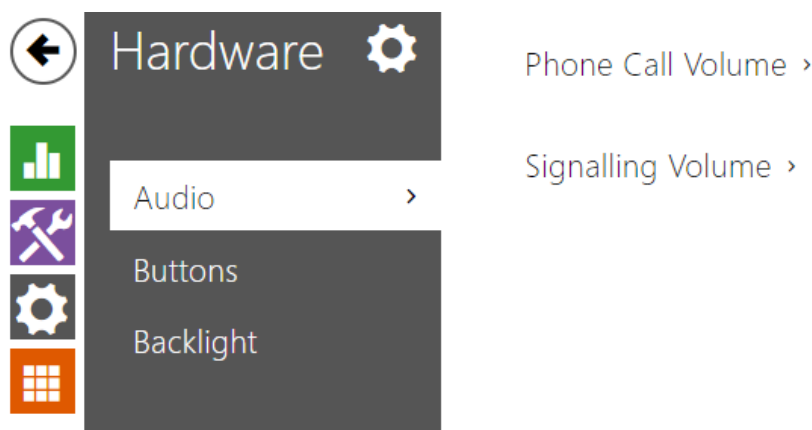 Hardware
Audio
Buttons
Backlight
Phone Call Volume
Signalling Volume